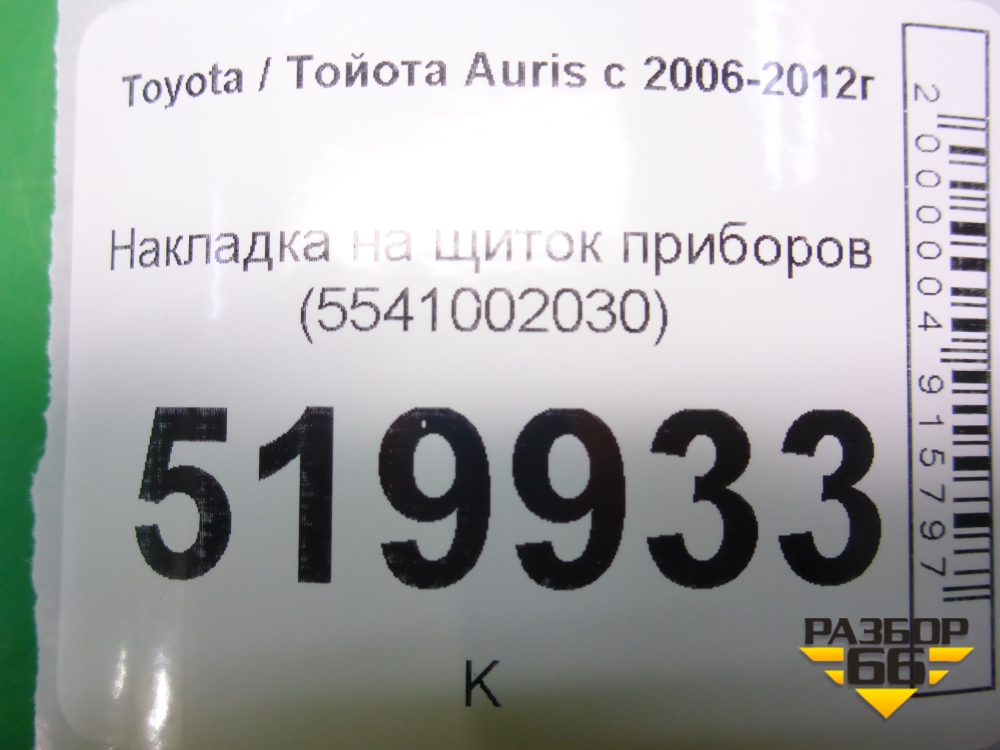 Toyota / Тойота Auris с 2006-2012г
Накладка на щиток приборов
(5541002030)
519933
К
2000004915797
РАЗБОР
66